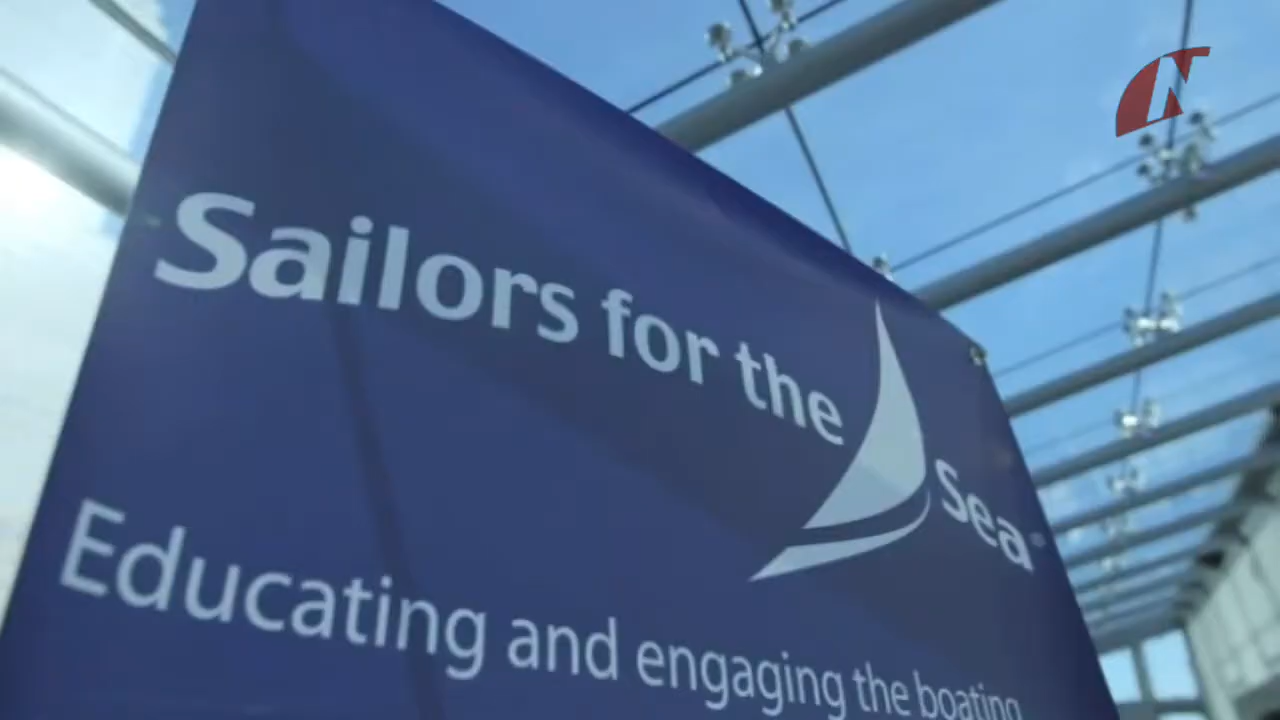 Sailors for the Sea
Educating and engaging the boating